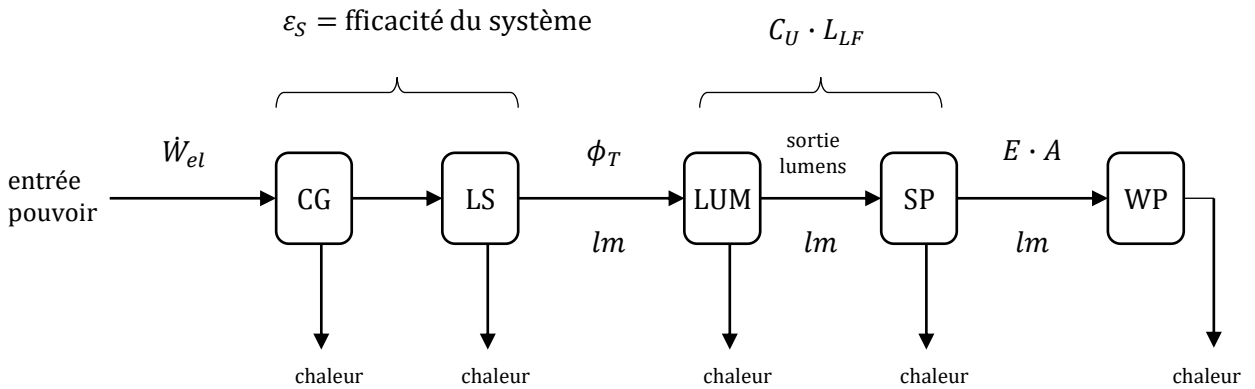 ε_S = fficacité du système
C_U · L_LF
Ẇ_el
ϕ_T
sortie
lumens
E · A
entrée
pouvoir
CG
LS
LUM
SP
WP
lm
lm
lm
chaleur
chaleur
chaleur
chaleur
chaleur